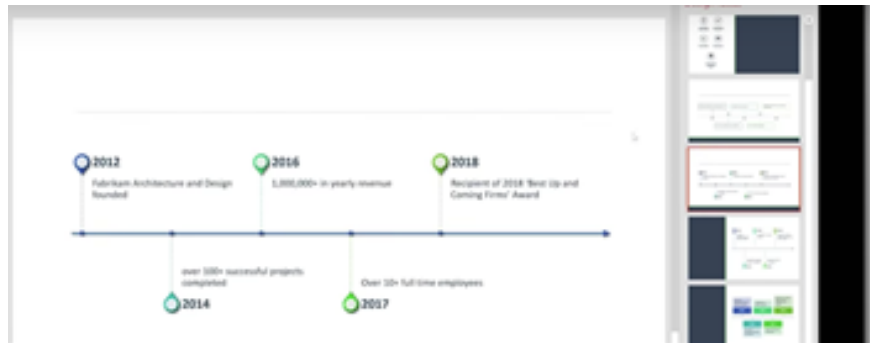 2012
Fabrikam Architecture and Design
founded
2016
1,000,000+ in yearly revenue
2018
Recipient of 2018 'Best Up and
Coming Firms' Award
over 100+ successful projects
completed
2014
Over 10+ full time employees
2017